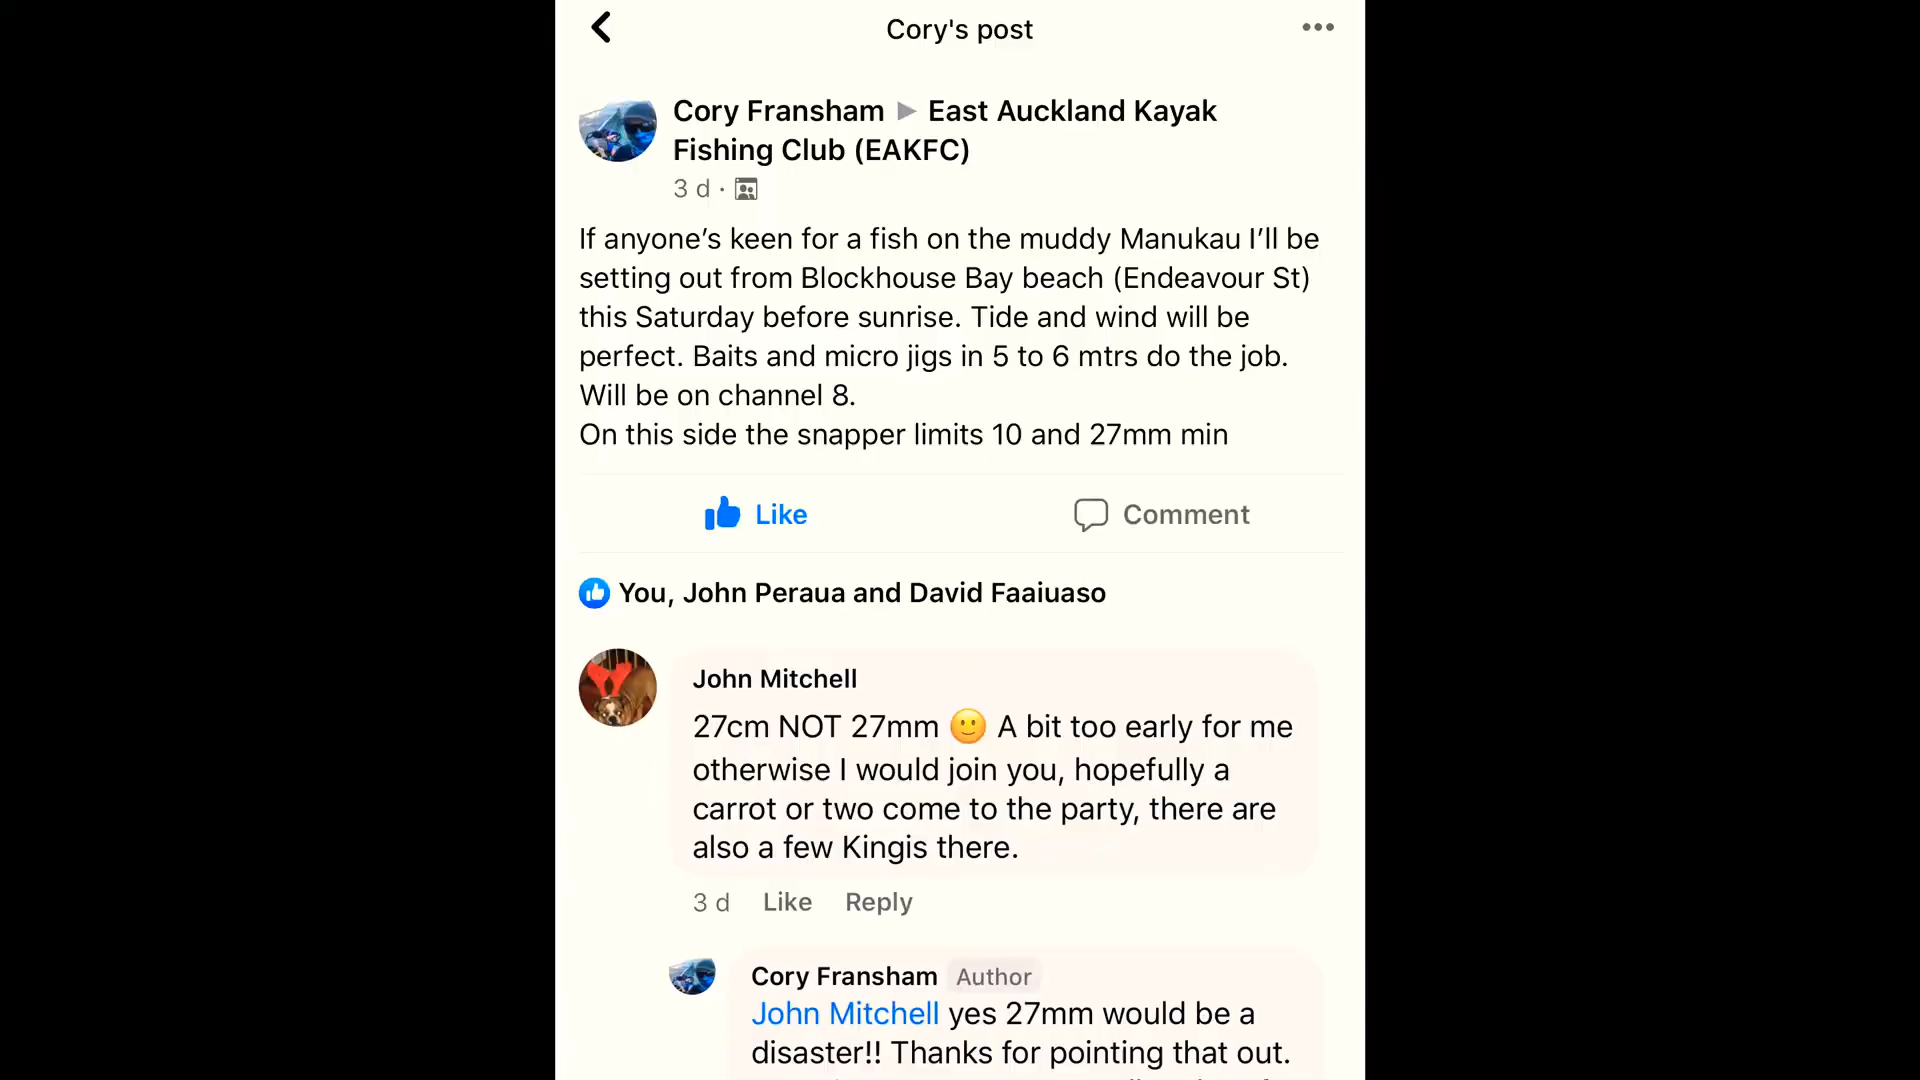 Cory's post
Cory Fransham ▶ East Auckland Kayak
Fishing Club (EAKFC)
3 d ·
If anyone’s keen for a fish on the muddy Manukau I’ll be
setting out from Blockhouse Bay beach (Endeavour St)
this Saturday before sunrise. Tide and wind will be
perfect. Baits and micro jigs in 5 to 6 mtrs do the job.
Will be on channel 8.
On this side the snapper limits 10 and 27mm min
Like Comment
You, John Peraua and David Faaiuaso
John Mitchell
27cm NOT 27mm 🙂 A bit too early for me
otherwise I would join you, hopefully a
carrot or two come to the party, there are
also a few Kingis there.
3 d Like Reply
Cory Fransham Author
John Mitchell yes 27mm would be a
disaster!! Thanks for pointing that out.